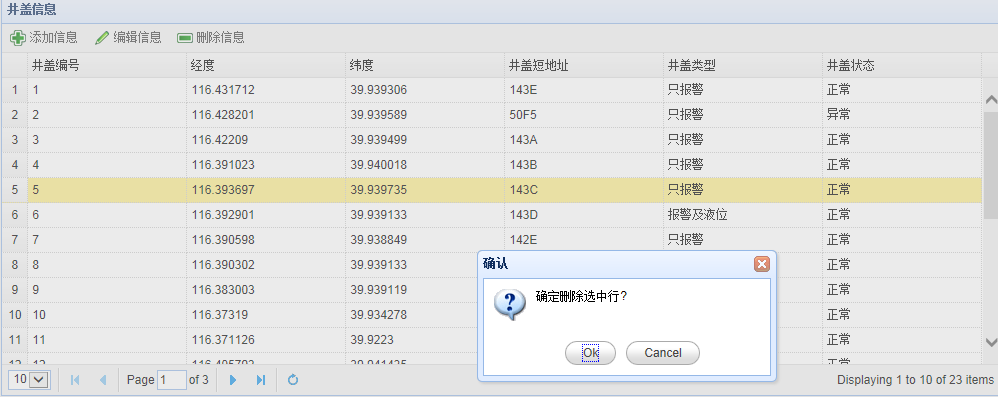 井盖信息
添加信息 编辑信息 删除信息
井盖编号 经度 纬度 井盖短地址 井盖类型 井盖状态
1 1 116.431712 39.939306 143E 只报警 正常
2 2 116.428201 39.939589 50F5 只报警 异常
3 3 116.42209 39.939499 143A 只报警 正常
4 4 116.391023 39.940018 143B 只报警 正常
5 5 116.393697 39.939735 143C 只报警 正常
6 6 116.392901 39.939133 143D 报警及液位 正常
7 7 116.390598 39.938849 142E 只报警 正常
8 8 116.390302 39.939133 正常
9 9 116.383003 39.939119 正常
10 10 116.37319 39.934278 正常
11 11 116.371126 39.9223 正常
12 12 正常
确认
确定删除选中行?
Ok Cancel
10 Page 1 of 3 Displaying 1 to 10 of 23 items